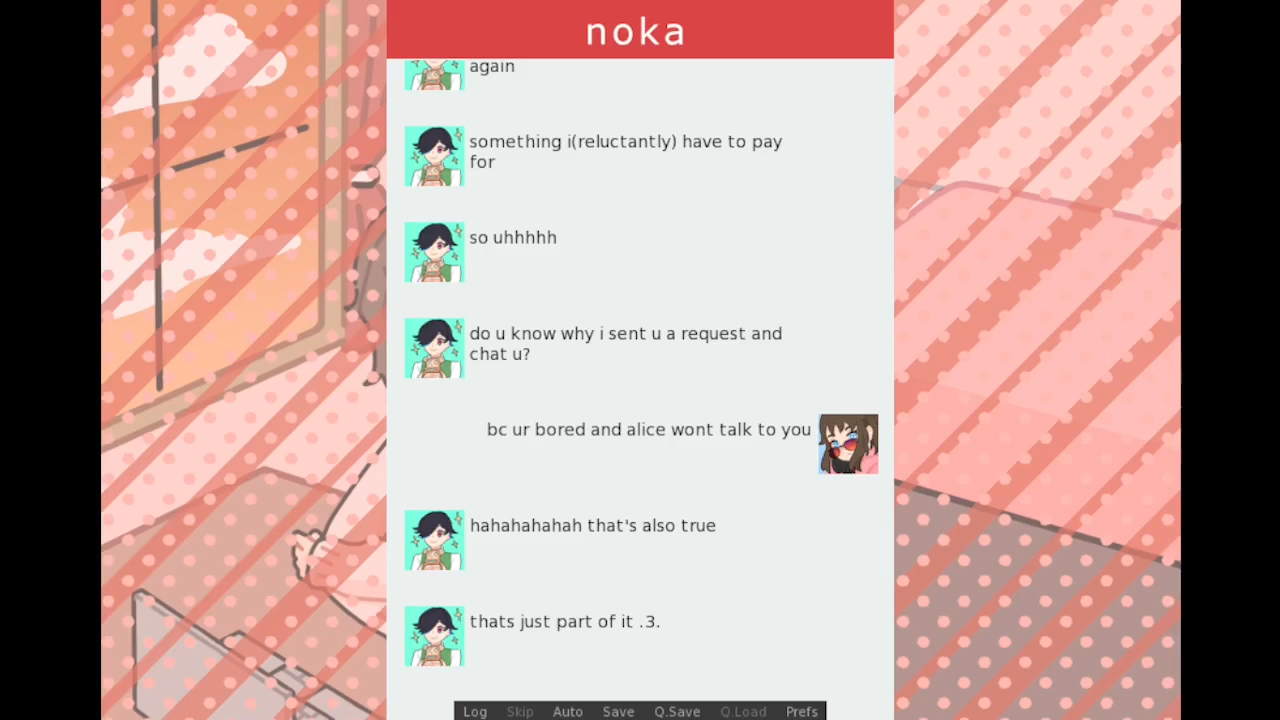 noka
again
something i(reluctantly) have to pay
for
so uhhhhh
do u know why i sent u a request and
chat u?
bc ur bored and alice wont talk to you
hahahahahah that's also true
thats just part of it .3.
Log Skip Auto Save Q.Save Q.Load Prefs